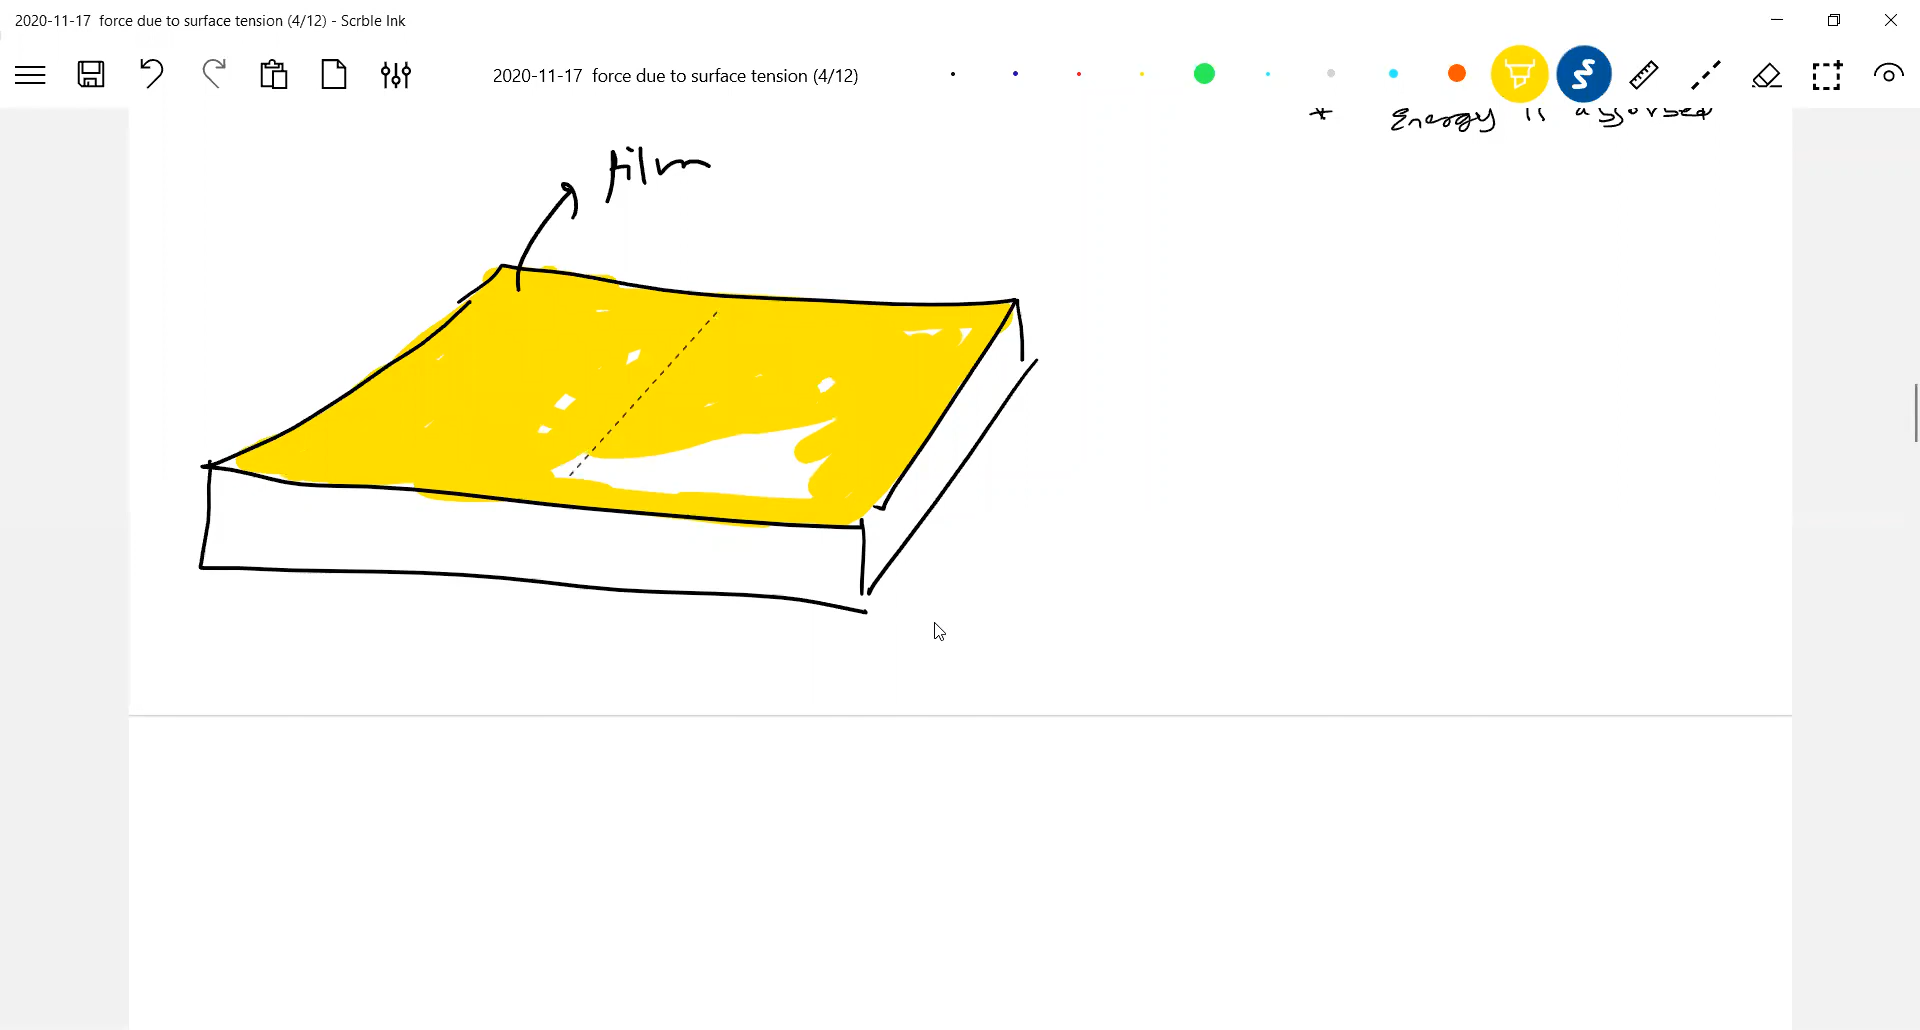 2020-11-17 force due to surface tension (4/12) - Scrble Ink
2020-11-17 force due to surface tension (4/12)
* Energy is
film